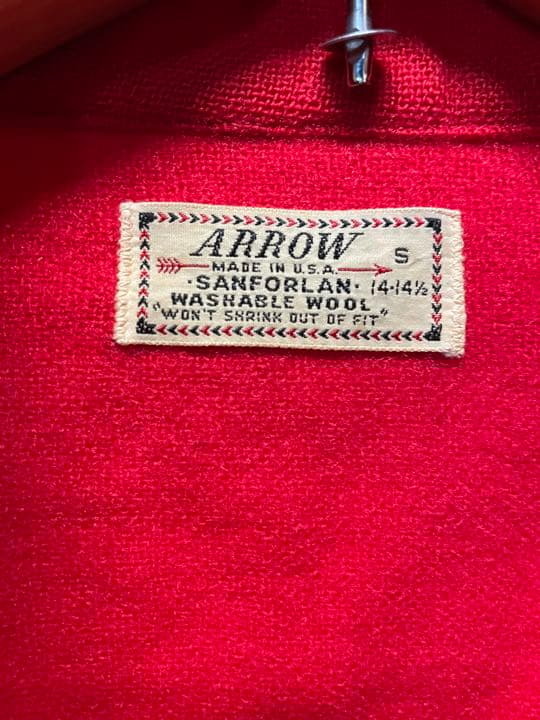 ARROW
S
MADE IN U.S.A.
·SANFORLAN· 14-14½
WASHABLE WOOL
"WON'T SHRINK OUT OF FIT"